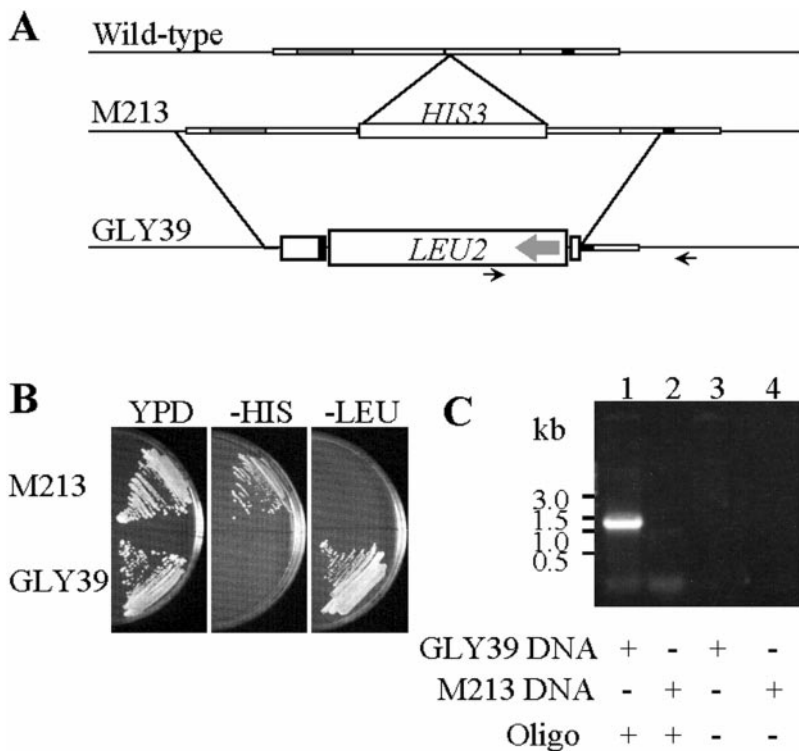 A
Wild-type
M213
HIS3
GLY39
LEU2
B
YPD -HIS -LEU
M213
GLY39
C
1 2 3 4
kb
3.0
1.5
1.0
0.5
GLY39 DNA + - + -
M213 DNA - + - +
Oligo + + - -